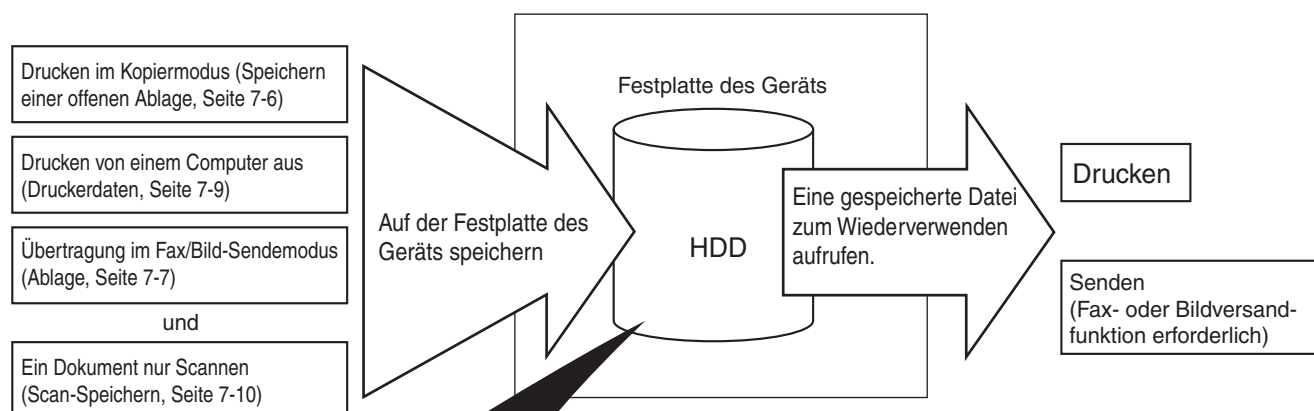 Drucken im Kopiermodus (Speichern
einer offenen Ablage, Seite 7-6)
Drucken von einem Computer aus
(Druckerdaten, Seite 7-9)
Übertragung im Fax/Bild-Sendemodus
(Ablage, Seite 7-7)
und
Ein Dokument nur Scannen
(Scan-Speichern, Seite 7-10)
Auf der Festplatte des
Geräts speichern
Festplatte des Geräts
HDD
Eine gespeicherte Datei
zum Wiederverwenden
aufrufen.
Drucken
Senden
(Fax- oder Bildversand-
funktion erforderlich)